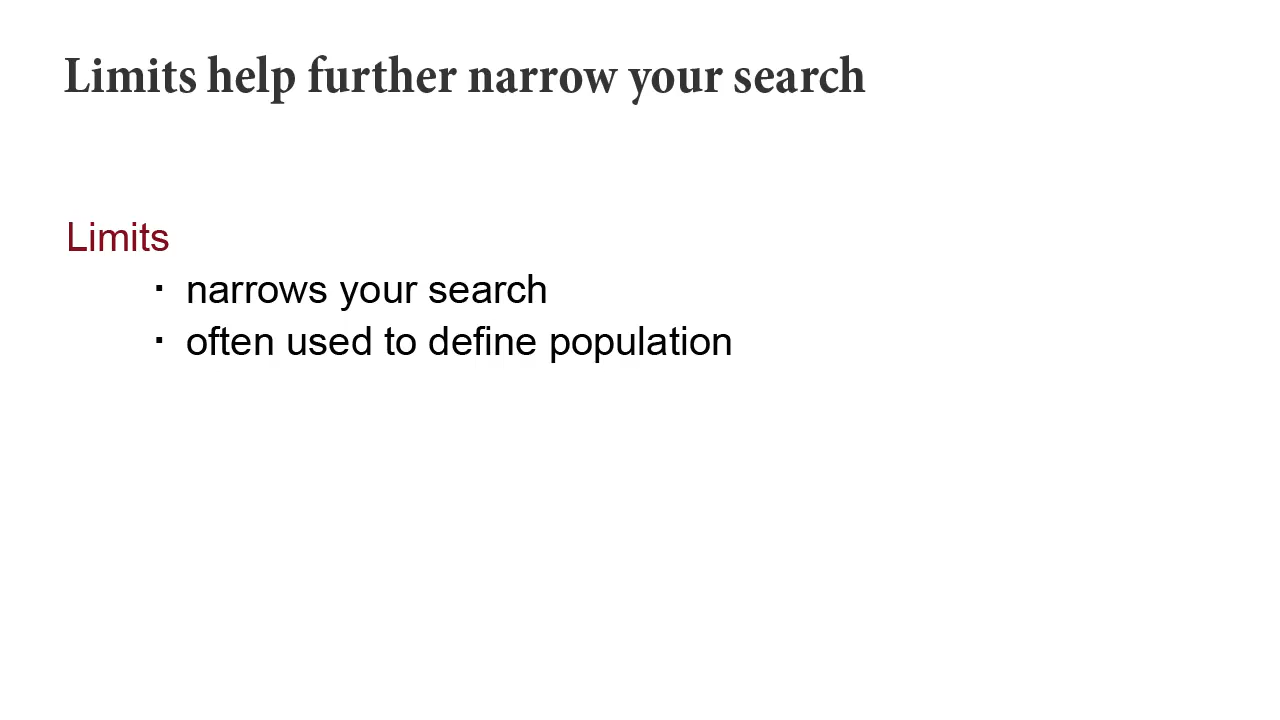 Limits help further narrow your search
Limits
▪ narrows your search
▪ often used to define population